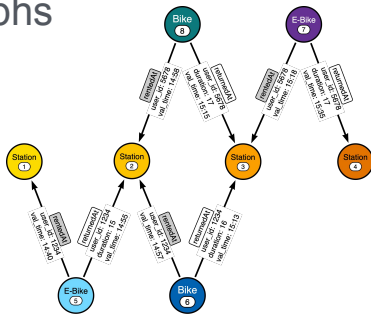 phs
Bike
8
E-Bike
7
rentedAt
user_id: 5678
val_time: 14:58
returnedAt
user_id: 5678
duration: 17
val_time: 15:15
rentedAt
user_id: 5678
val_time: 15:18
returnedAt
user_id: 5678
duration: 17
val_time: 15:35
Station
1
Station
2
Station
3
Station
4
rentedAt
user_id: 1234
val_time: 14:40
returnedAt
user_id: 1234
duration: 15
val_time: 14:55
rentedAt
user_id: 1234
val_time: 14:57
returnedAt
user_id: 1234
duration: 16
val_time: 15:13
E-Bike
5
Bike
6